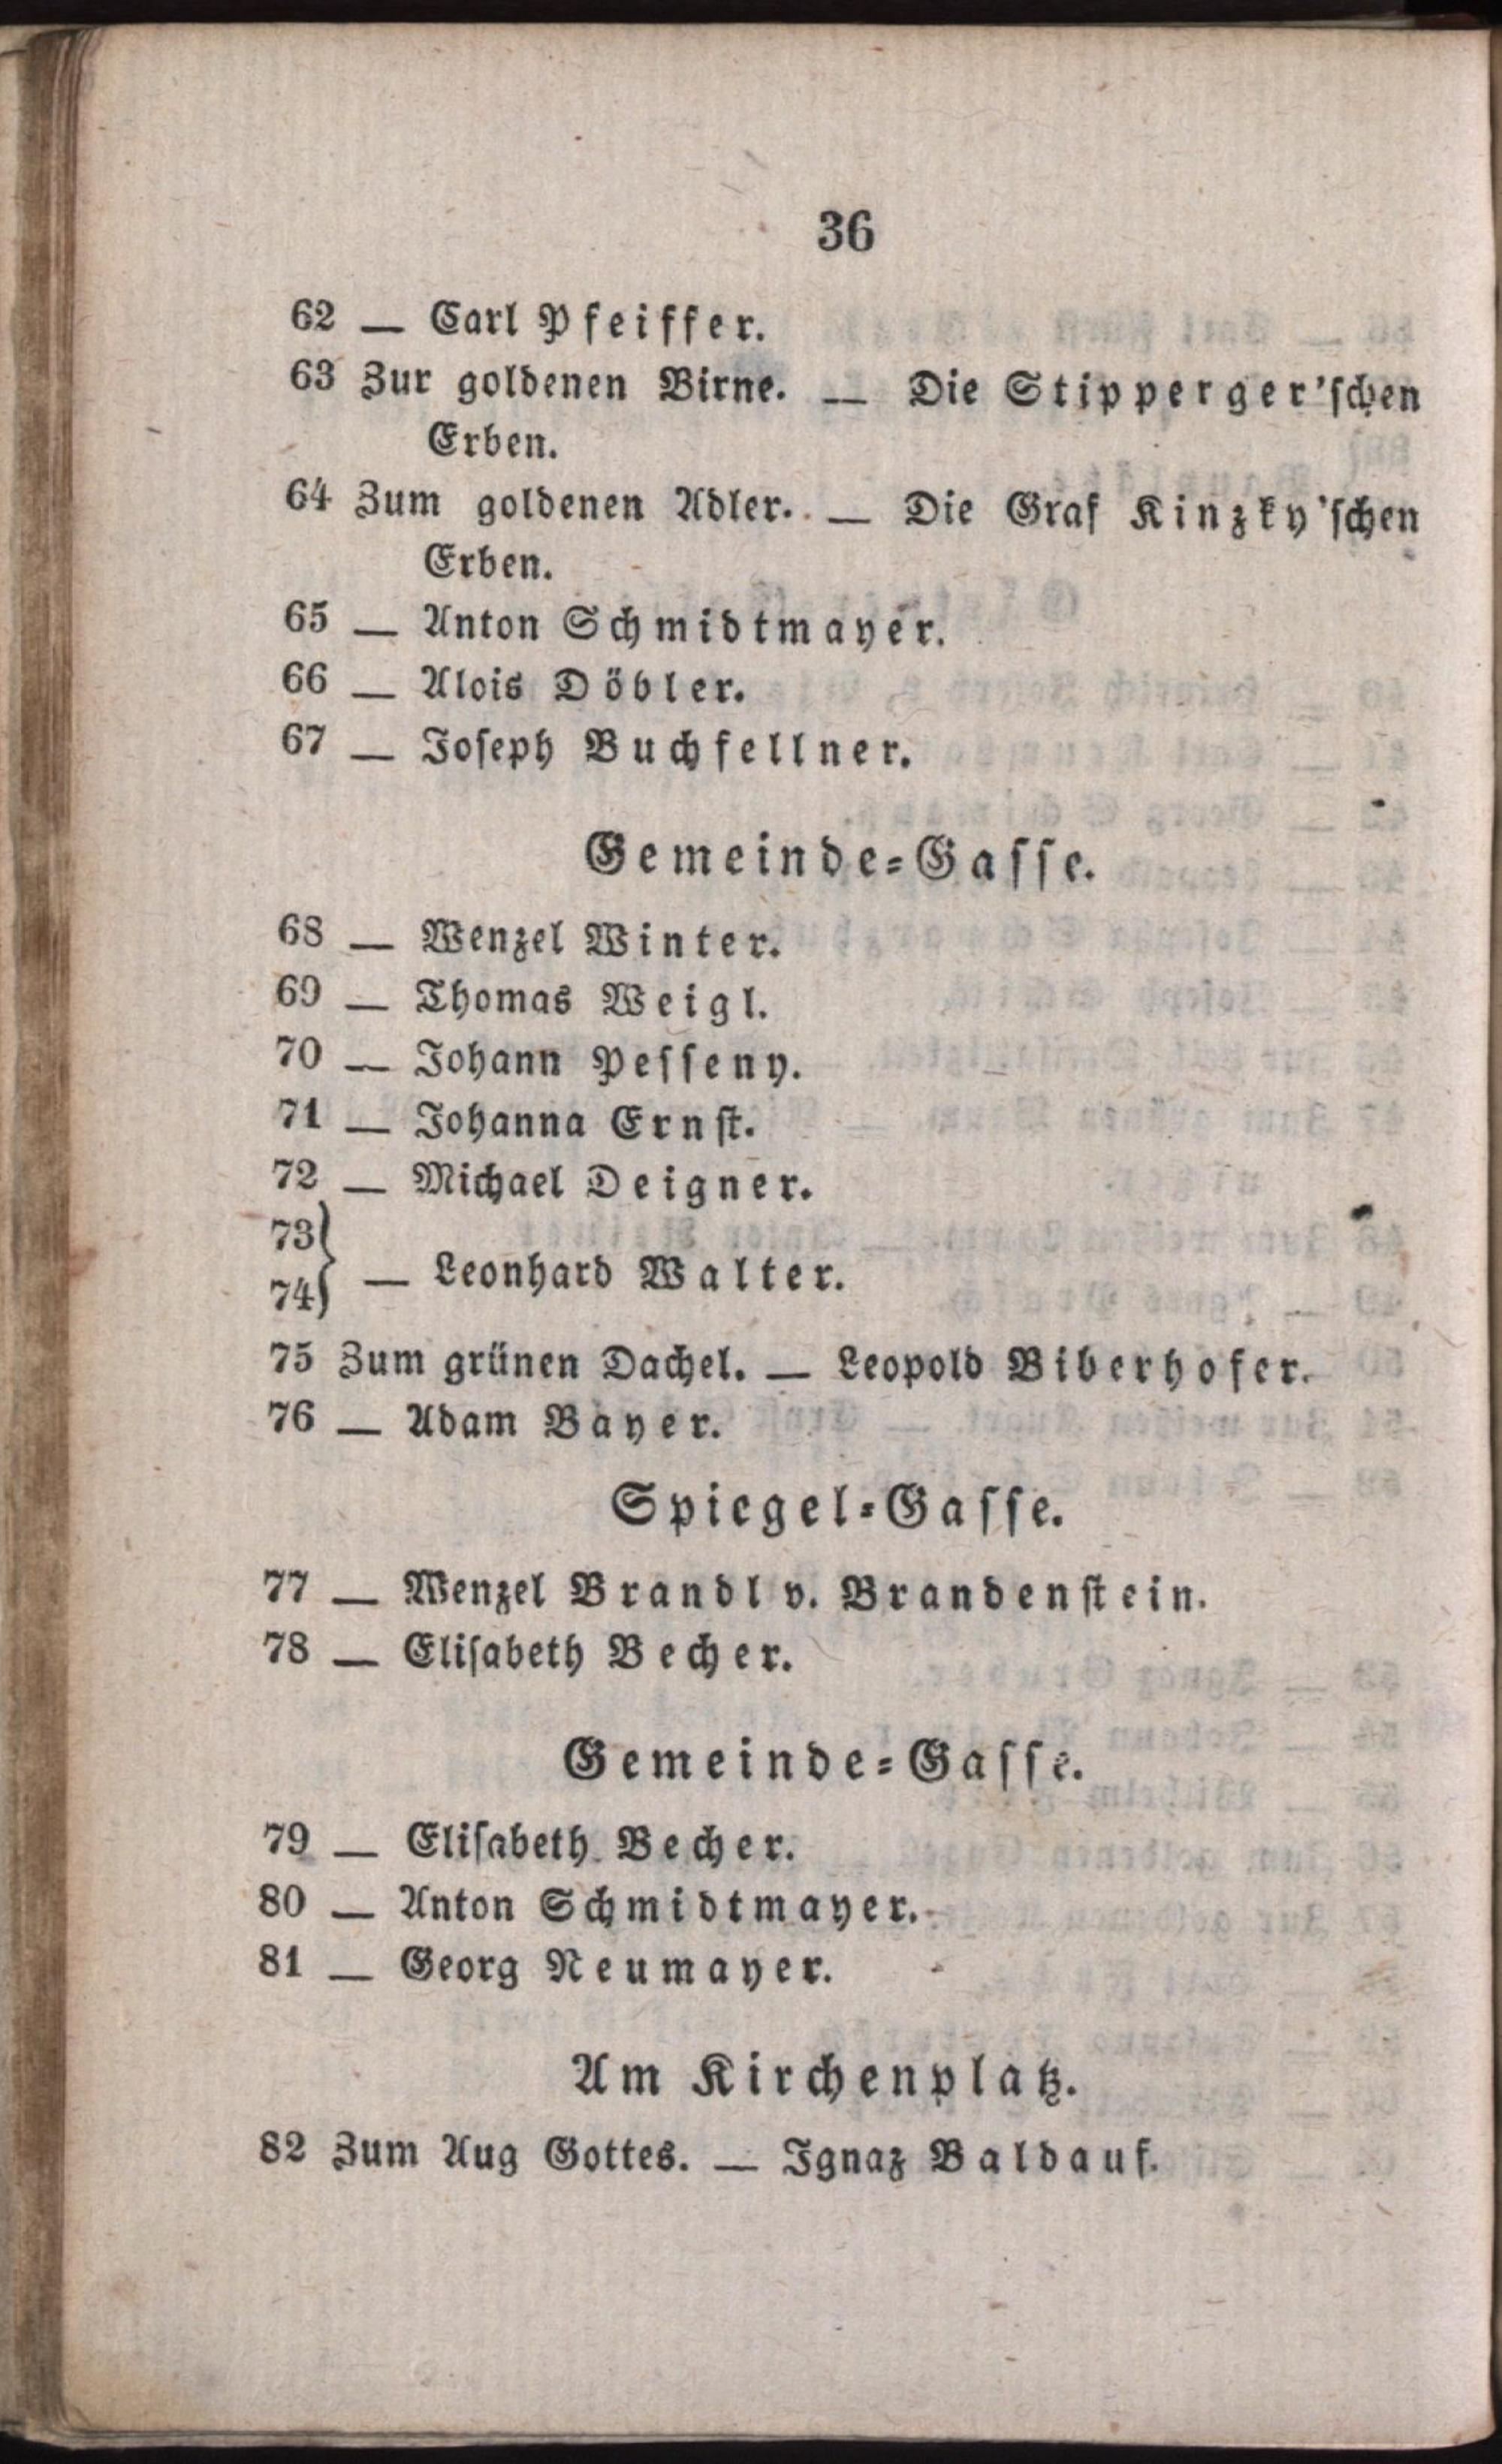 36
62 — Carl Pfeiffer.
63 Zur goldenen Birne. — Die Stipperger'schen
Erben.
64 Zum goldenen Adler. — Die Graf Kinzky'schen
Erben.
65 — Anton Schmidtmayer.
66 — Alois Döbler.
67 — Joseph Buchfellner.
Gemeinde-Gasse.
68 — Wenzel Winter.
69 — Thomas Weigl.
70 — Johann Pesseny.
71 — Johanna Ernst.
72 — Michael Deigner.
73}
74} — Leonhard Walter.
75 Zum grünen Dachel. — Leopold Biberhofer.
76 — Adam Bayer.
Spiegel-Gasse.
77 — Wenzel Brandl v. Brandenstein.
78 — Elisabeth Becher.
Gemeinde-Gasse.
79 — Elisabeth Becher.
80 — Anton Schmidtmayer.
81 — Georg Neumayer.
Am Kirchenplatz.
82 Zum Aug Gottes. — Ignaz Baldauf.